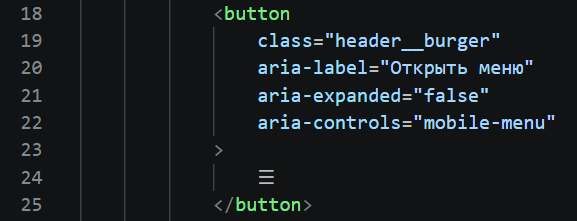 18 <button
19 class="header__burger"
20 aria-label="Открыть меню"
21 aria-expanded="false"
22 aria-controls="mobile-menu"
23 >
24 ☰
25 </button>